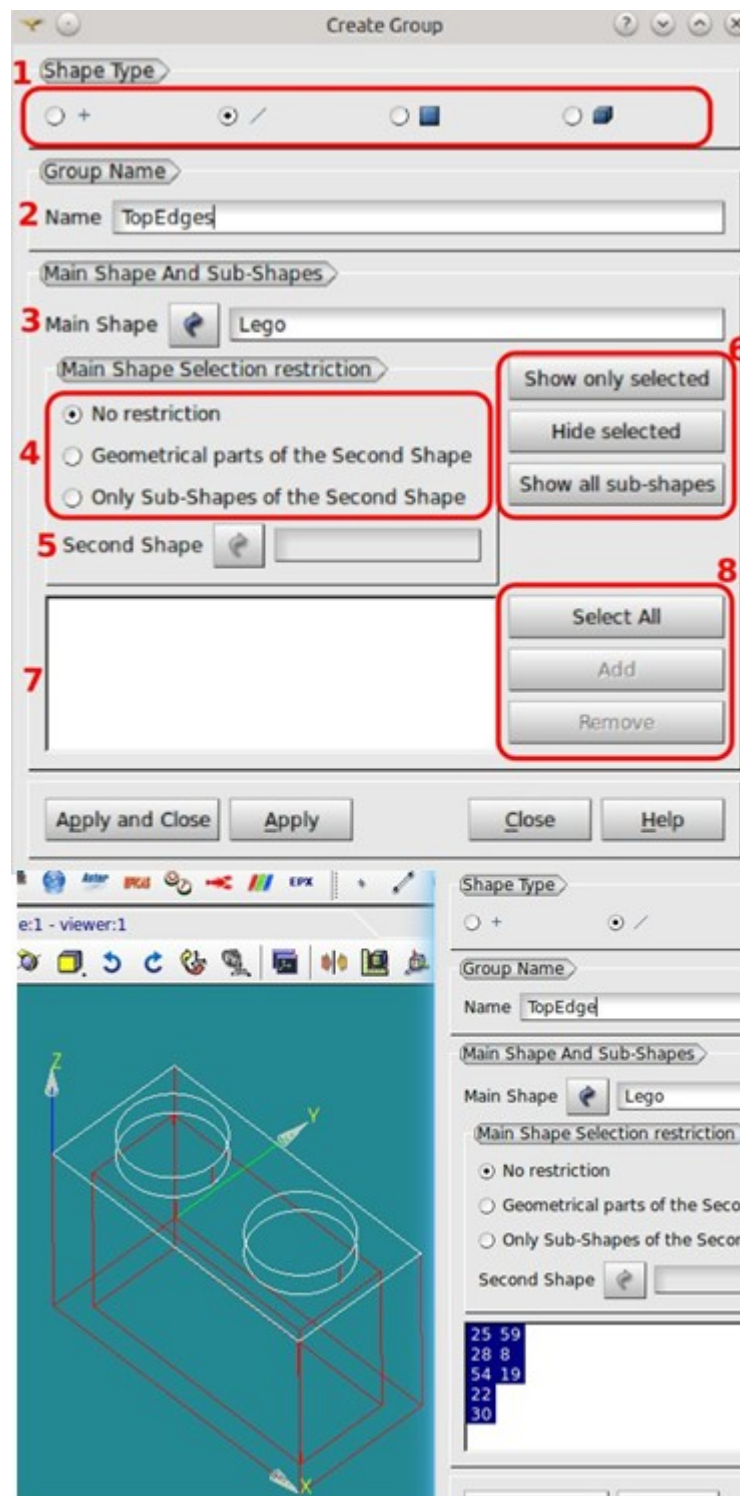 Create Group
1 Shape Type
Group Name
2 Name TopEdges
Main Shape And Sub-Shapes
3 Main Shape Lego
6
Main Shape Selection restriction
Show only selected
No restriction
Hide selected
4 Geometrical parts of the Second Shape
Show all sub-shapes
Only Sub-Shapes of the Second Shape
5 Second Shape
8
Select All
7
Add
Remove
Apply and Close Apply Close Help
EPX
e:1 - viewer:1
Z
Y
X
Shape Type
Group Name
Name TopEdge
Main Shape And Sub-Shapes
Main Shape Lego
Main Shape Selection restriction
No restriction
Geometrical parts of the Seco
Only Sub-Shapes of the Secon
Second Shape
25 59
28 8
54 19
22
30